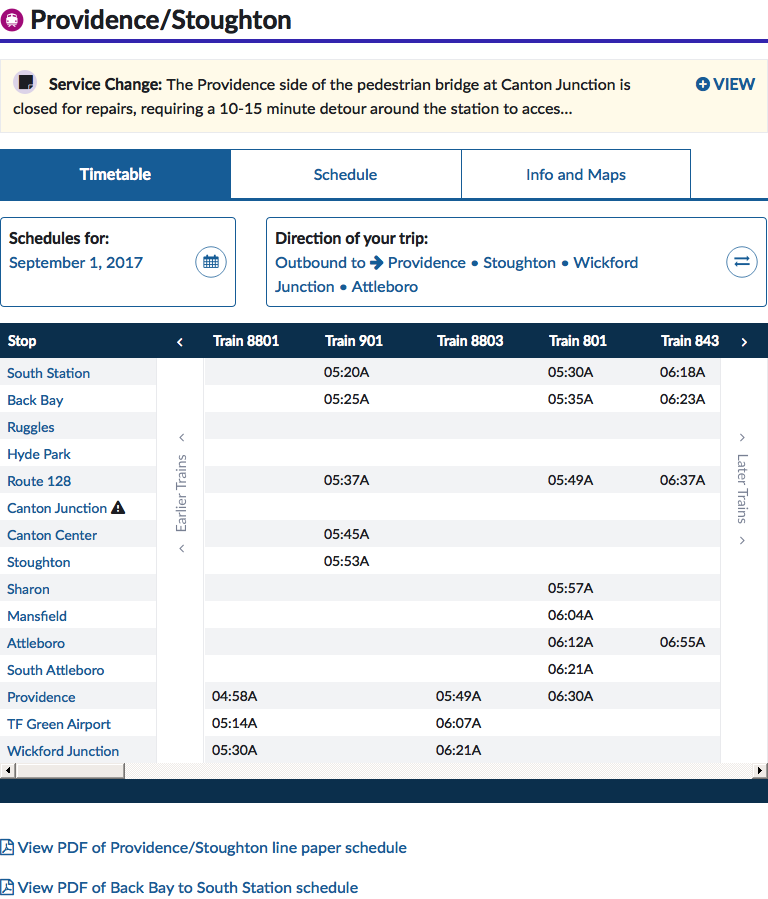 Providence/Stoughton
Service Change: The Providence side of the pedestrian bridge at Canton Junction is
closed for repairs, requiring a 10-15 minute detour around the station to acces...
VIEW
Timetable Schedule Info and Maps
Schedules for:
September 1, 2017
Direction of your trip:
Outbound to Providence • Stoughton • Wickford
Junction • Attleboro
Stop Train 8801 Train 901 Train 8803 Train 801 Train 843
South Station 05:20A 05:30A 06:18A
Back Bay 05:25A 05:35A 06:23A
Ruggles
Hyde Park
Route 128 05:37A 05:49A 06:37A
Canton Junction
Canton Center 05:45A
Stoughton 05:53A
Sharon 05:57A
Mansfield 06:04A
Attleboro 06:12A 06:55A
South Attleboro 06:21A
Providence 04:58A 05:49A 06:30A
TF Green Airport 05:14A 06:07A
Wickford Junction 05:30A 06:21A
Earlier Trains
Later Trains
View PDF of Providence/Stoughton line paper schedule
View PDF of Back Bay to South Station schedule